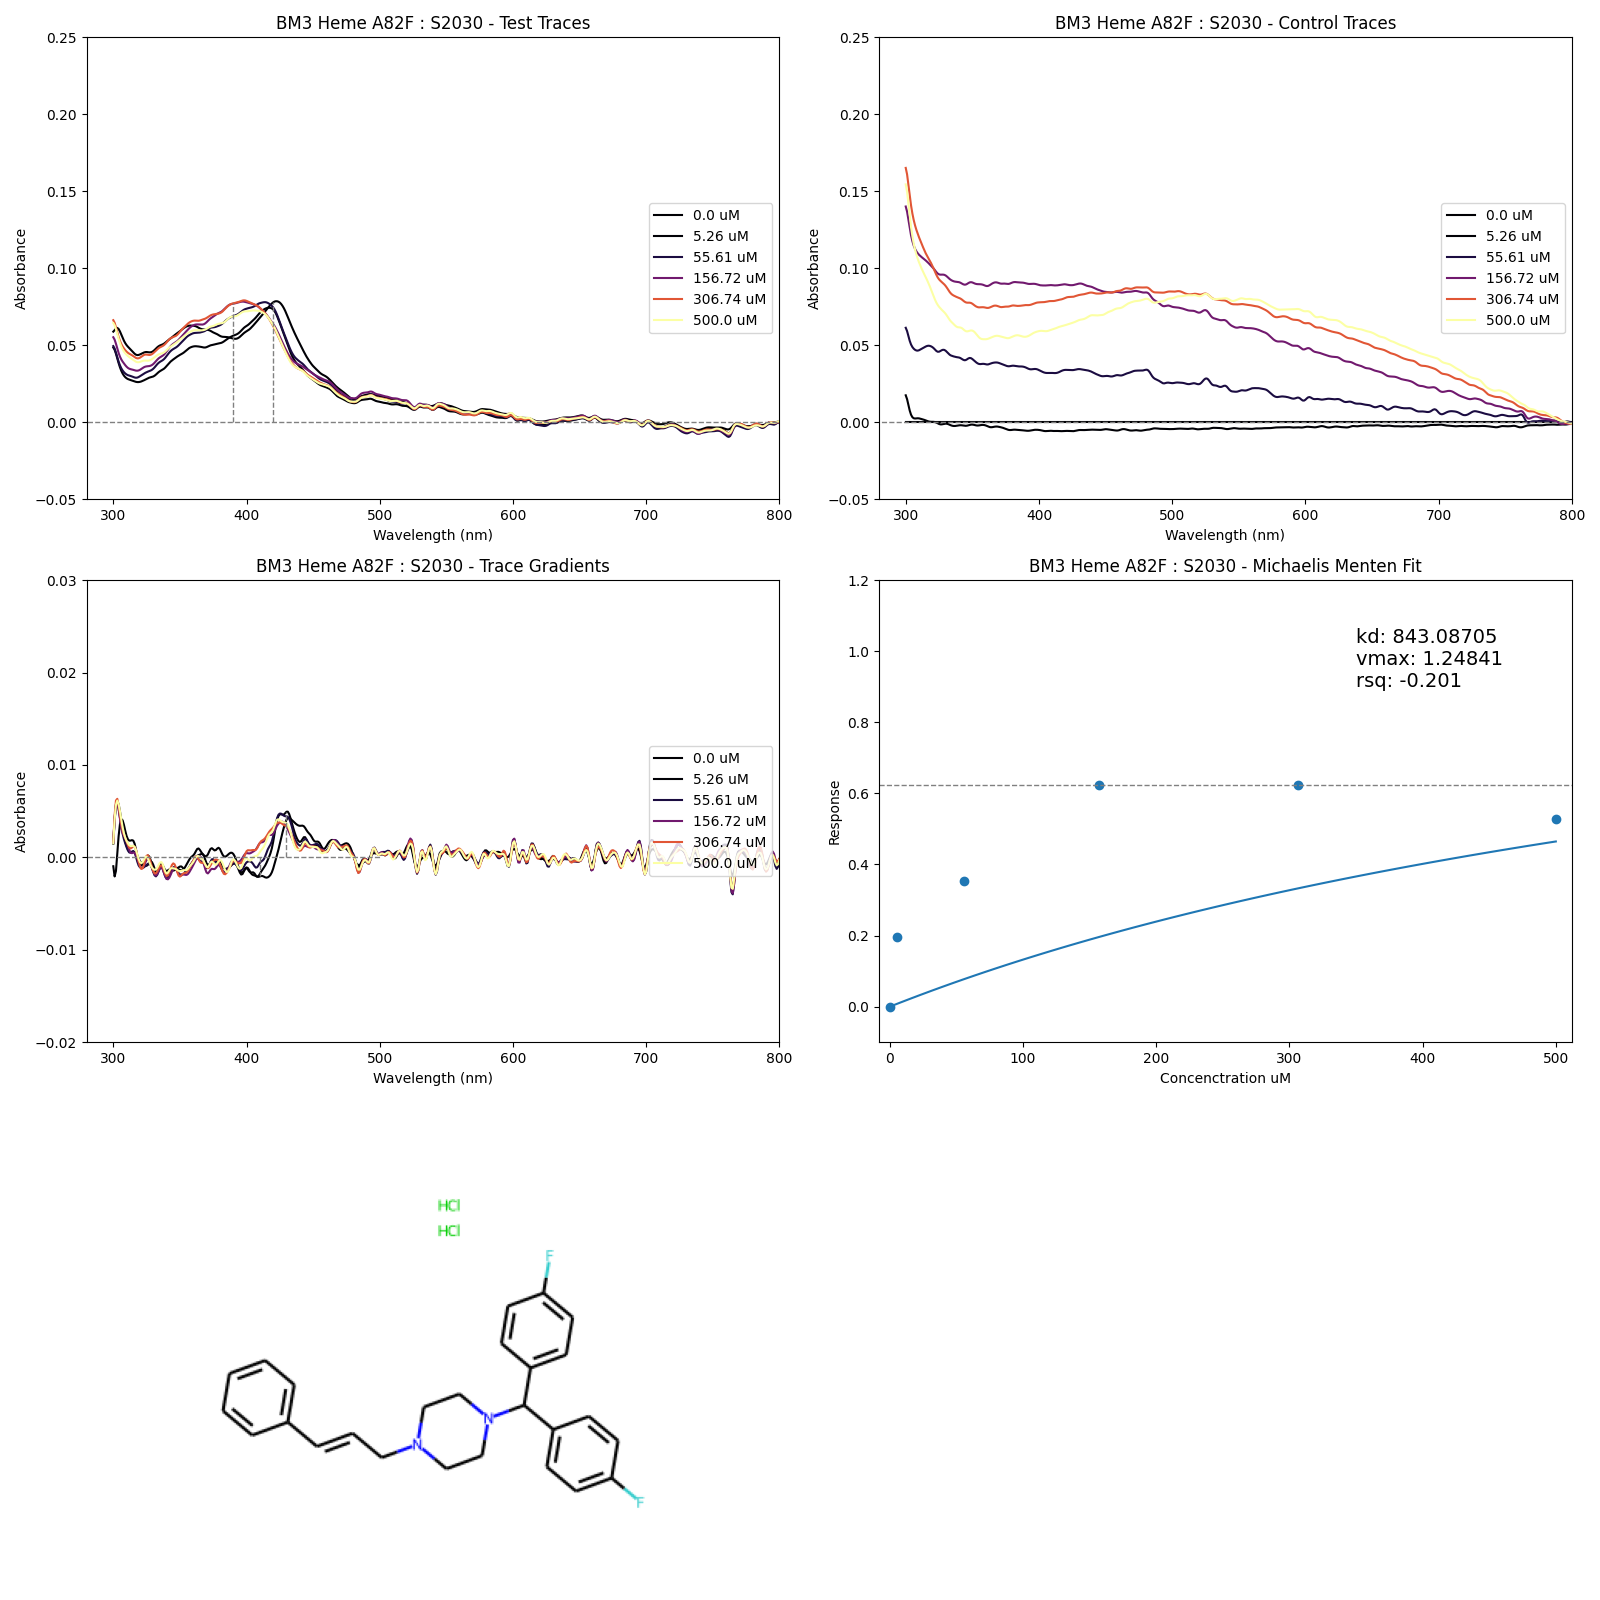 BM3 Heme A82F : S2030 - Test Traces
Absorbance
0.25
0.20
0.15
0.10
0.05
0.00
−0.05
0.0 uM
5.26 uM
55.61 uM
156.72 uM
306.74 uM
500.0 uM
300 400 500 600 700 800
Wavelength (nm)
BM3 Heme A82F : S2030 - Control Traces
Absorbance
0.25
0.20
0.15
0.10
0.05
0.00
−0.05
0.0 uM
5.26 uM
55.61 uM
156.72 uM
306.74 uM
500.0 uM
300 400 500 600 700 800
Wavelength (nm)
BM3 Heme A82F : S2030 - Trace Gradients
Absorbance
0.03
0.02
0.01
0.00
−0.01
−0.02
0.0 uM
5.26 uM
55.61 uM
156.72 uM
306.74 uM
500.0 uM
300 400 500 600 700 800
Wavelength (nm)
BM3 Heme A82F : S2030 - Michaelis Menten Fit
Response
1.2
1.0
0.8
0.6
0.4
0.2
0.0
kd: 843.08705
vmax: 1.24841
rsq: -0.201
0 100 200 300 400 500
Concenctration uM
HCl
HCl
F
N
N
F